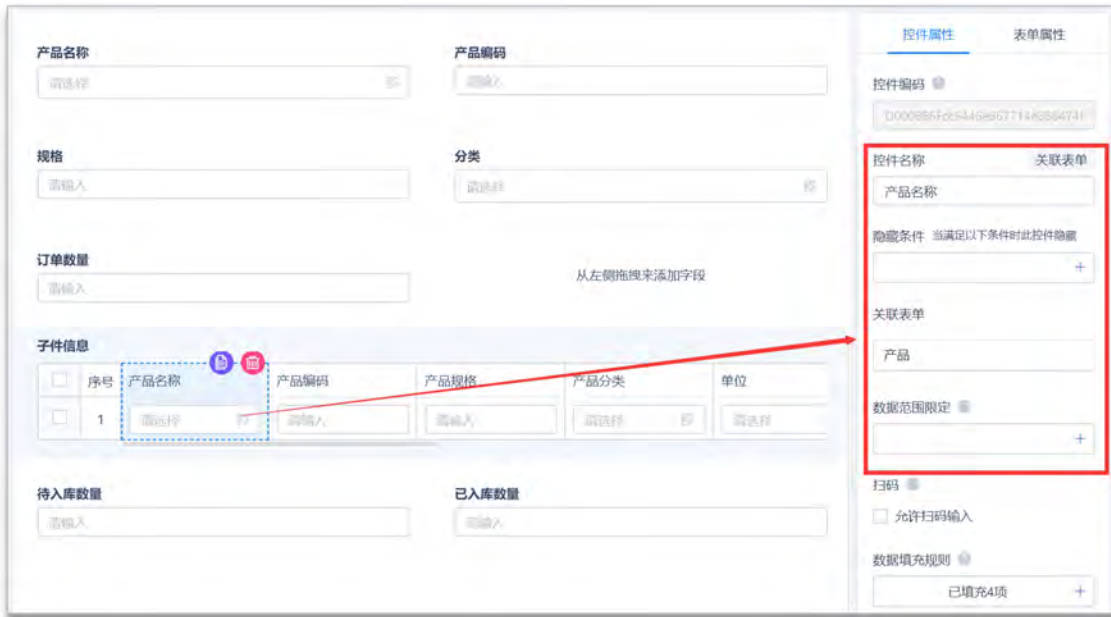 控件属性 表单属性
产品名称 产品编码
请选择 请输入
控件编码
规格 分类
控件名称 关联表单
请输入 请选择
产品名称
隐藏条件 当满足以下条件时此控件隐藏
订单数量
从左侧拖拽来添加字段
+
请输入
关联表单
子件信息
产品
序号 产品名称 产品编码 产品规格 产品分类 单位
数据范围限定
1 请选择 请输入 请输入 请选择 请选择
+
扫码
待入库数量 已入库数量
允许扫码输入
请输入 请输入
数据填充规则
已填充4项 +